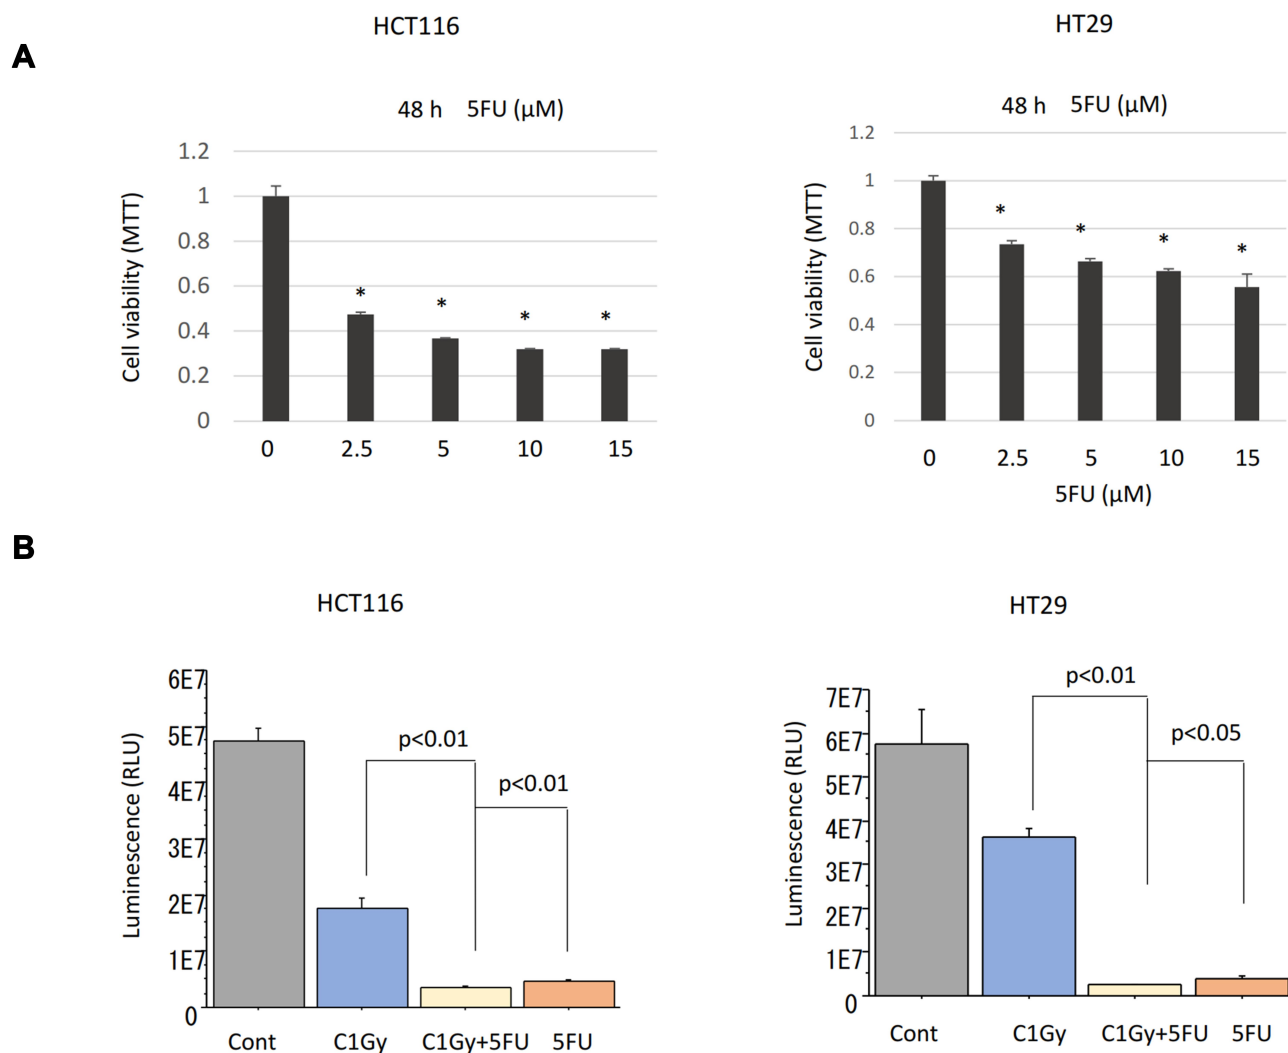 A
HCT116
48 h 5FU (μM)
Cell viability (MTT)
1.2
1
0.8
0.6
0.4
0.2
0
* * * *
0 2.5 5 10 15
HT29
48 h 5FU (μM)
Cell viability (MTT)
1.2
1
0.8
0.6
0.4
0.2
0
* * * *
0 2.5 5 10 15
5FU (μM)
B
HCT116
Luminescence (RLU)
6E7
5E7
4E7
3E7
2E7
1E7
0
p<0.01
p<0.01
Cont C1Gy C1Gy+5FU 5FU
HT29
Luminescence (RLU)
7E7
6E7
5E7
4E7
3E7
2E7
1E7
0
p<0.01
p<0.05
Cont C1Gy C1Gy+5FU 5FU